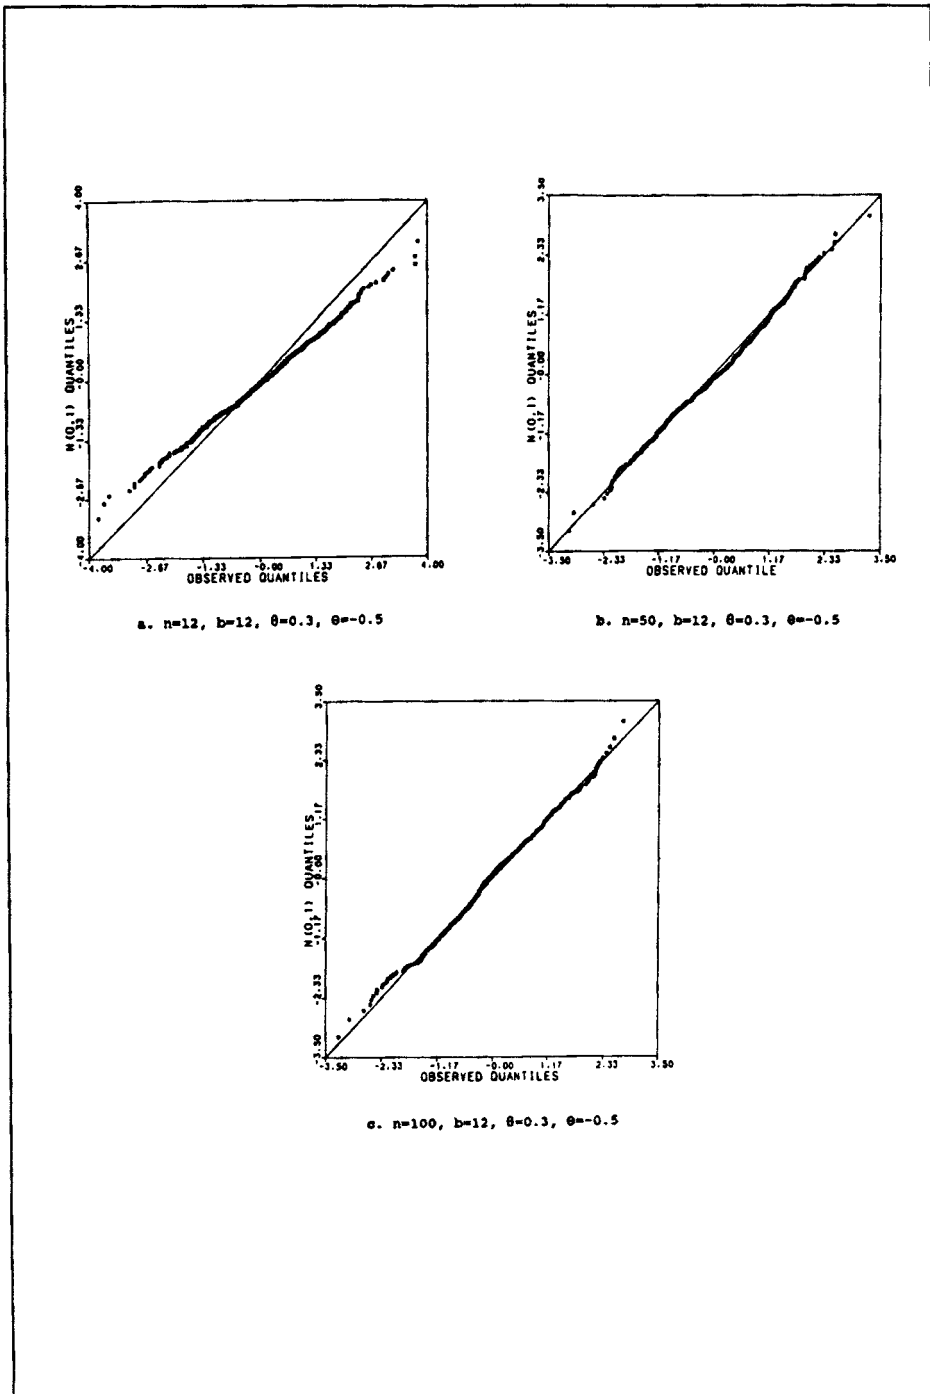 4.00
2.67
1.33
-0.00
-1.33
-2.67
-4.00
N(0,1) QUANTILES
-4.00 -2.67 -1.33 -0.00 1.33 2.67 4.00
OBSERVED QUANTILES
a. n=12, b=12, θ=0.3, Θ=-0.5
3.50
2.33
1.17
-0.00
-1.17
-2.33
-3.50
N(0,1) QUANTILES
-3.50 -2.33 -1.17 -0.00 1.17 2.33 3.50
OBSERVED QUANTILE
b. n=50, b=12, θ=0.3, Θ=-0.5
3.50
2.33
1.17
-0.00
-1.17
-2.33
-3.50
N(0,1) QUANTILES
-3.50 -2.33 -1.17 -0.00 1.17 2.33 3.50
OBSERVED QUANTILES
c. n=100, b=12, θ=0.3, Θ=-0.5